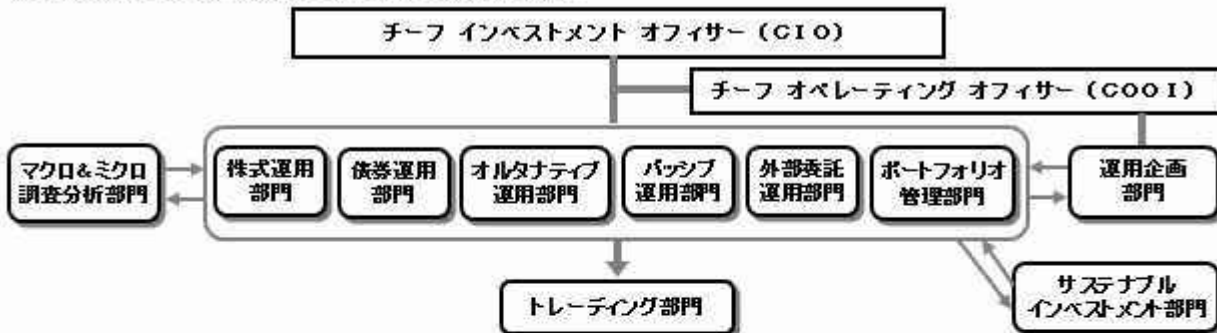 チーフ インベストメント オフィサー（ＣＩＯ）
チーフ オペレーティング オフィサー（ＣＯＯＩ）
マクロ&ミクロ
調査分析部門
株式運用
部門
債券運用
部門
オルタナティブ
運用部門
パッシブ
運用部門
外部委託
運用部門
ポートフォリオ
管理部門
運用企画
部門
トレーディング部門
サステナブル
インベストメント部門